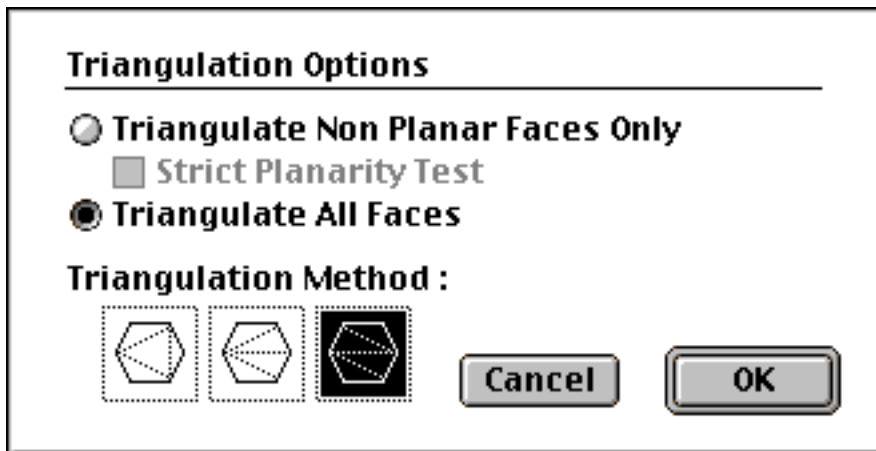 Triangulation Options
Triangulate Non Planar Faces Only
Strict Planarity Test
Triangulate All Faces
Triangulation Method :
Cancel OK